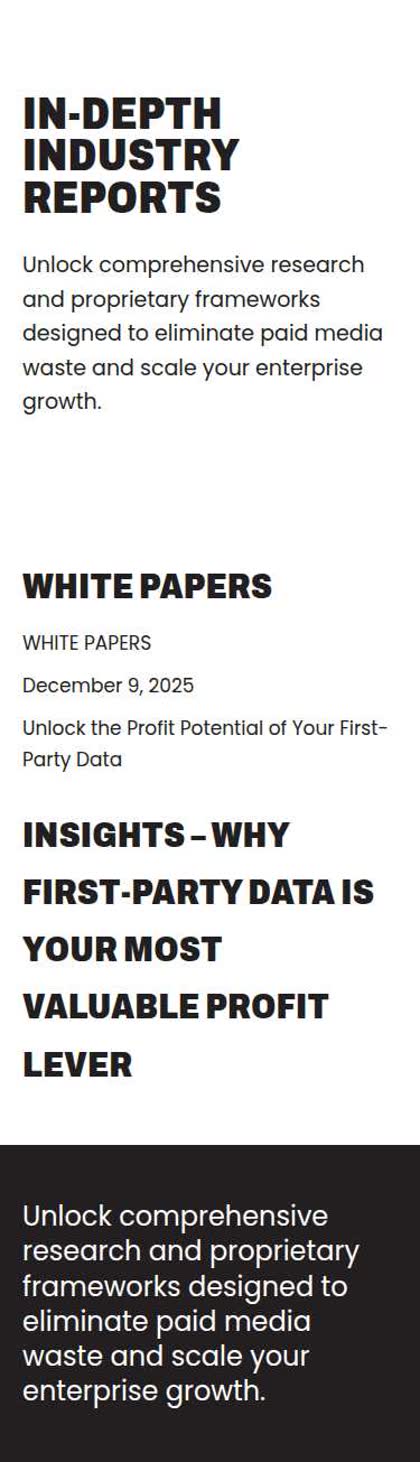 IN-DEPTH
INDUSTRY
REPORTS
Unlock comprehensive research
and proprietary frameworks
designed to eliminate paid media
waste and scale your enterprise
growth.
WHITE PAPERS
WHITE PAPERS
December 9, 2025
Unlock the Profit Potential of Your First-
Party Data
INSIGHTS – WHY
FIRST-PARTY DATA IS
YOUR MOST
VALUABLE PROFIT
LEVER
Unlock comprehensive
research and proprietary
frameworks designed to
eliminate paid media
waste and scale your
enterprise growth.